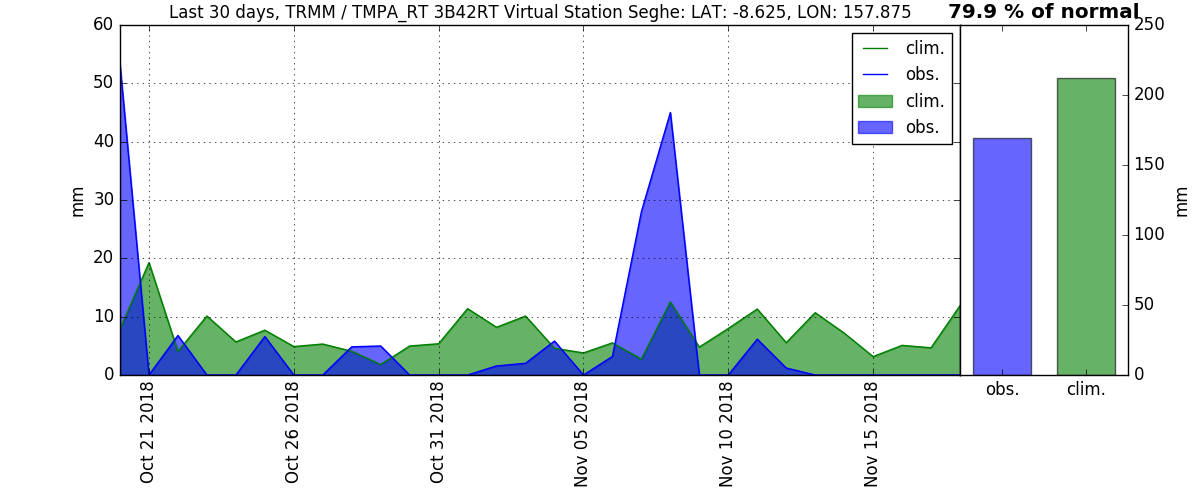 Last 30 days, TRMM / TMPA_RT 3B42RT Virtual Station Seghe: LAT: -8.625, LON: 157.875
79.9 % of normal
60
50
40
30
20
10
0
mm
clim.
obs.
clim.
obs.
Oct 21 2018
Oct 26 2018
Oct 31 2018
Nov 05 2018
Nov 10 2018
Nov 15 2018
250
200
150
100
50
0
mm
obs.
clim.